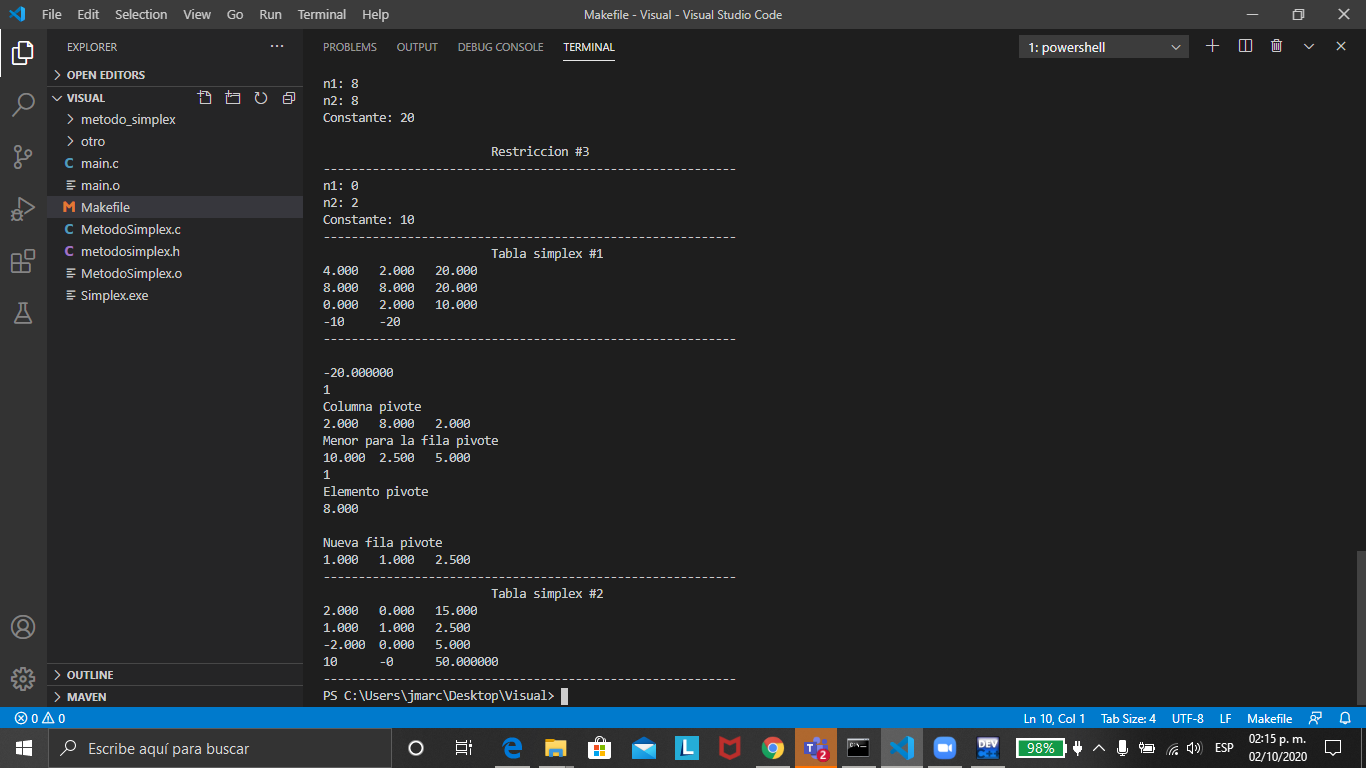 File Edit Selection View Go Run Terminal Help
Makefile - Visual - Visual Studio Code
EXPLORER
OPEN EDITORS
VISUAL
metodo_simplex
otro
main.c
main.o
Makefile
MetodoSimplex.c
metodosimplex.h
MetodoSimplex.o
Simplex.exe
OUTLINE
MAVEN
PROBLEMS OUTPUT DEBUG CONSOLE TERMINAL
1: powershell
n1: 8
n2: 8
Constante: 20
Restriccion #3
-----------------------------------------------------------
n1: 0
n2: 2
Constante: 10
-----------------------------------------------------------
Tabla simplex #1
4.000 2.000 20.000
8.000 8.000 20.000
0.000 2.000 10.000
-10 -20
-----------------------------------------------------------
-20.000000
1
Columna pivote
2.000 8.000 2.000
Menor para la fila pivote
10.000 2.500 5.000
1
Elemento pivote
8.000
Nueva fila pivote
1.000 1.000 2.500
-----------------------------------------------------------
Tabla simplex #2
2.000 0.000 15.000
1.000 1.000 2.500
-2.000 0.000 5.000
10 -0 50.000000
-----------------------------------------------------------
PS C:\Users\jmarc\Desktop\Visual>
0 0
Ln 10, Col 1 Tab Size: 4 UTF-8 LF Makefile
Escribe aquí para buscar
L
2
DEV
98%
ESP
02:15 p. m.
02/10/2020